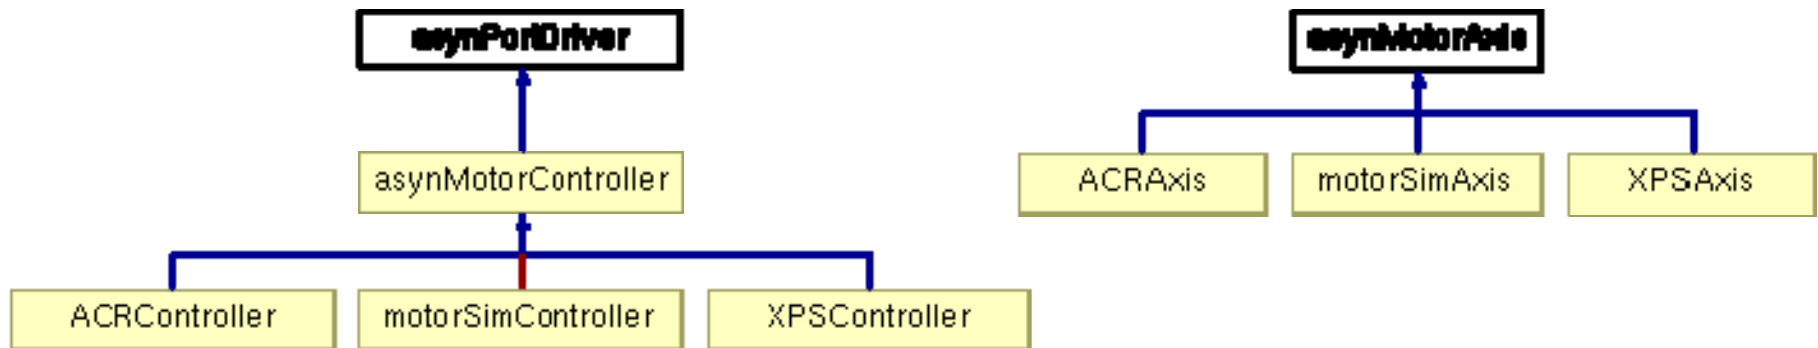 asynPortDriver
asynMotorAxis
asynMotorController
ACRAxis
motorSimAxis
XPSAxis
ACRController
motorSimController
XPSController